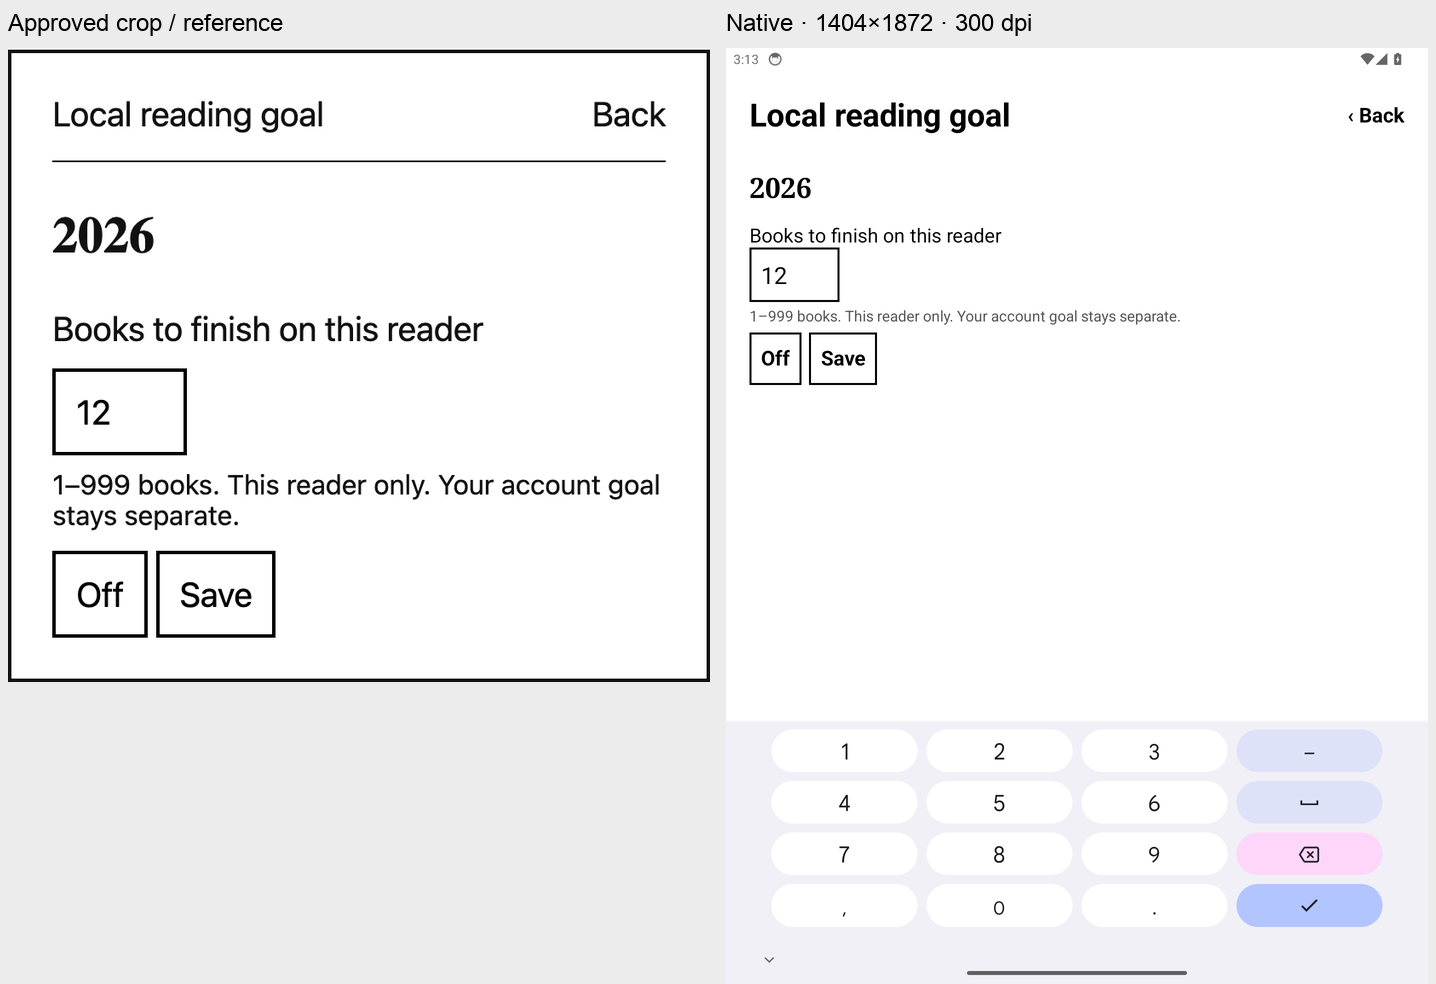 Approved crop / reference
Local reading goal
Back
2026
Books to finish on this reader
12
1–999 books. This reader only. Your account goal
stays separate.
Off
Save
Native · 1404×1872 · 300 dpi
3:13
Local reading goal
‹ Back
2026
Books to finish on this reader
12
1–999 books. This reader only. Your account goal stays separate.
Off
Save
1 2 3 –
4 5 6
7 8 9
, 0 .